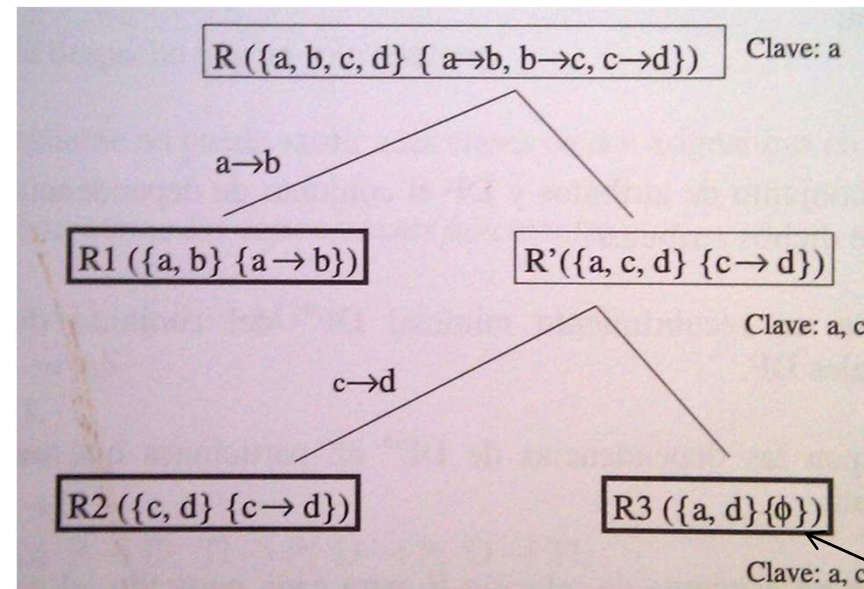 R ({a, b, c, d} { a→b, b→c, c→d})
Clave: a
a→b
R1 ({a, b} {a→ b})
R'({a, c, d} {c→ d})
Clave: a, c
c→d
R2 ({c, d} {c→ d})
R3 ({a, d}{ϕ})
Clave: a, c